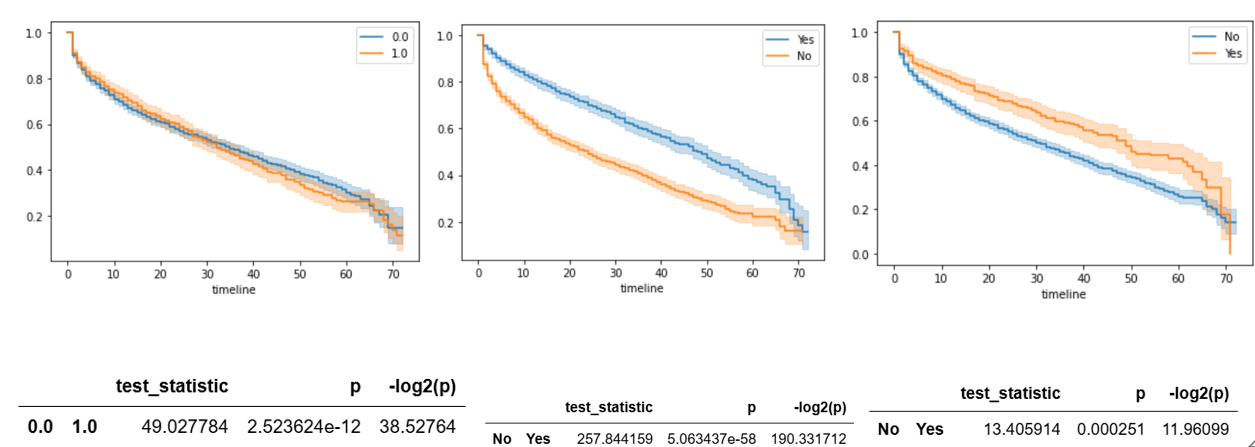 1.0
0.8
0.6
0.4
0.2
0 10 20 30 40 50 60 70
timeline
0.0
1.0
1.0
0.8
0.6
0.4
0.2
0 10 20 30 40 50 60 70
timeline
Yes
No
1.0
0.8
0.6
0.4
0.2
0.0
0 10 20 30 40 50 60 70
timeline
No
Yes
test_statistic p -log2(p)
0.0 1.0 49.027784 2.523624e-12 38.52764
test_statistic p -log2(p)
No Yes 257.844159 5.063437e-58 190.331712
test_statistic p -log2(p)
No Yes 13.405914 0.000251 11.96099